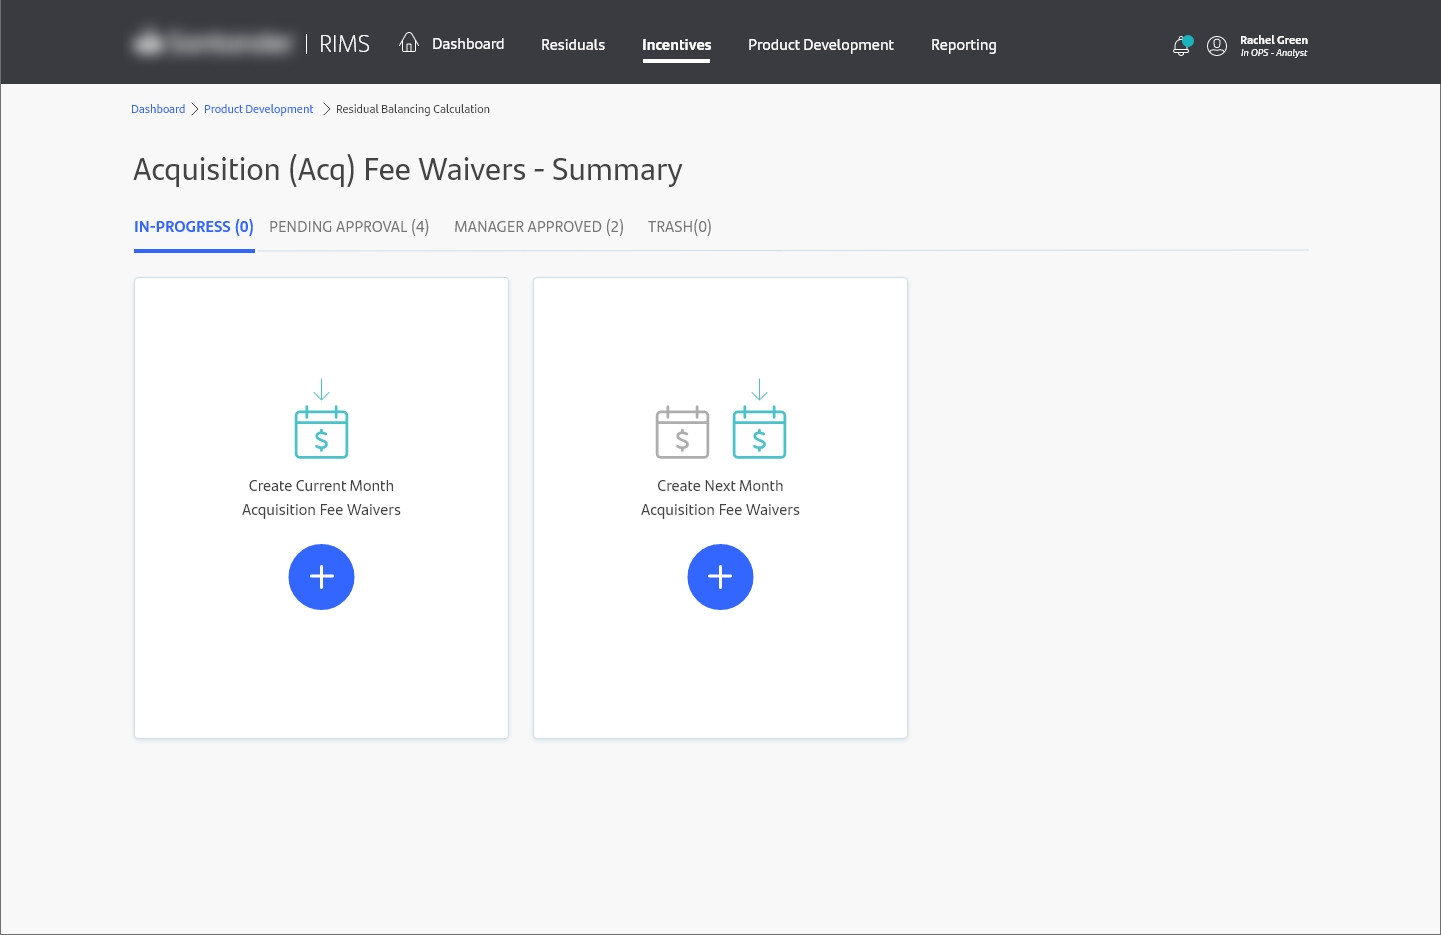 RIMS
Dashboard
Residuals
Incentives
Product Development
Reporting
Rachel Green
In OPS - Analyst
Dashboard > Product Development > Residual Balancing Calculation
Acquisition (Acq) Fee Waivers - Summary
IN-PROGRESS (0)
PENDING APPROVAL (4)
MANAGER APPROVED (2)
TRASH(0)
$
Create Current Month
Acquisition Fee Waivers
+
$ $
Create Next Month
Acquisition Fee Waivers
+